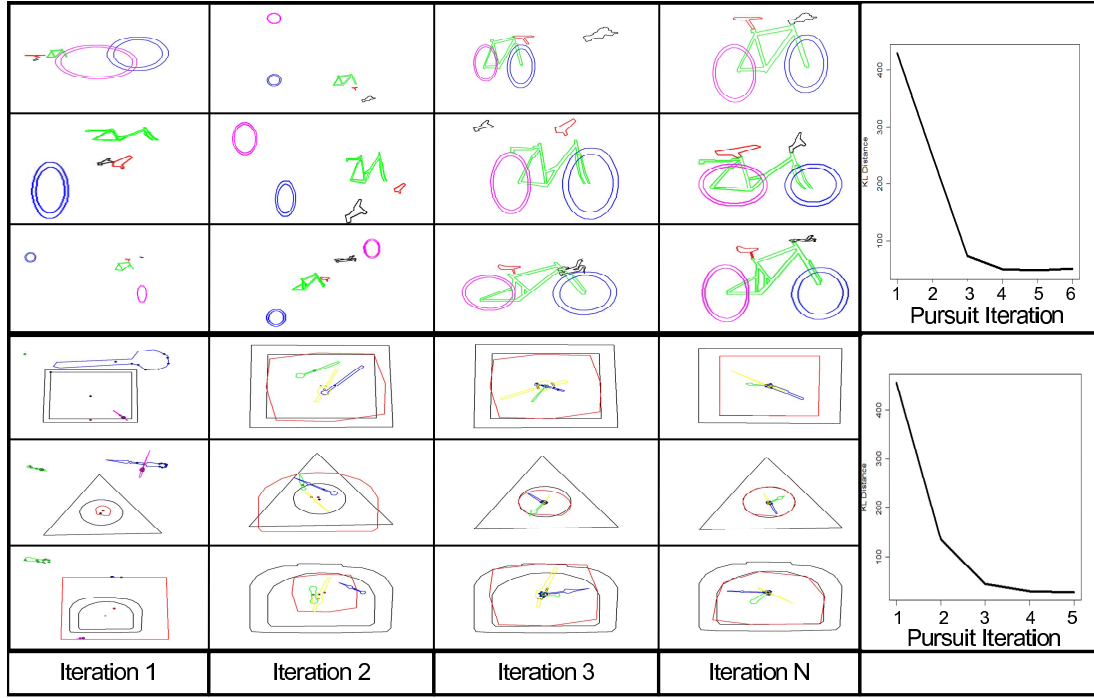 400
300
200
100
KL Distance
1 2 3 4 5 6
Pursuit Iteration
400
300
200
100
KL Distance
1 2 3 4 5
Pursuit Iteration
Iteration 1 Iteration 2 Iteration 3 Iteration N